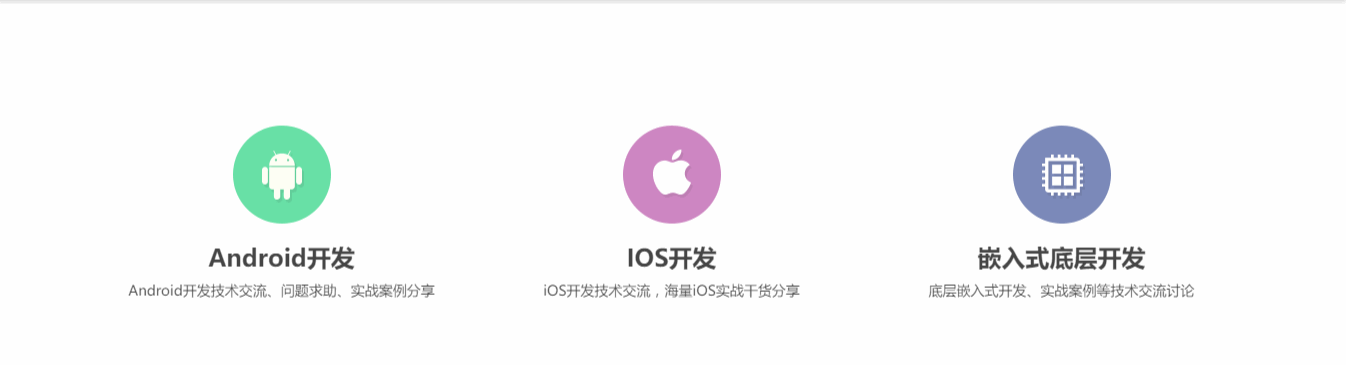 Android开发
Android开发技术交流、问题求助、实战案例分享
IOS开发
iOS开发技术交流，海量iOS实战干货分享
嵌入式底层开发
底层嵌入式开发、实战案例等技术交流讨论